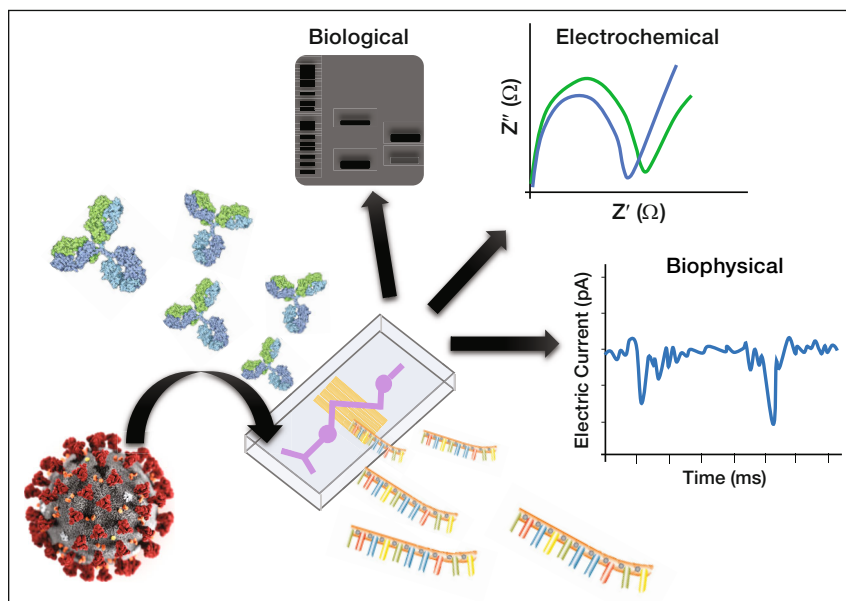 Biological
Electrochemical
Z″ (Ω)
Z′ (Ω)
Biophysical
Electric Current (pA)
Time (ms)